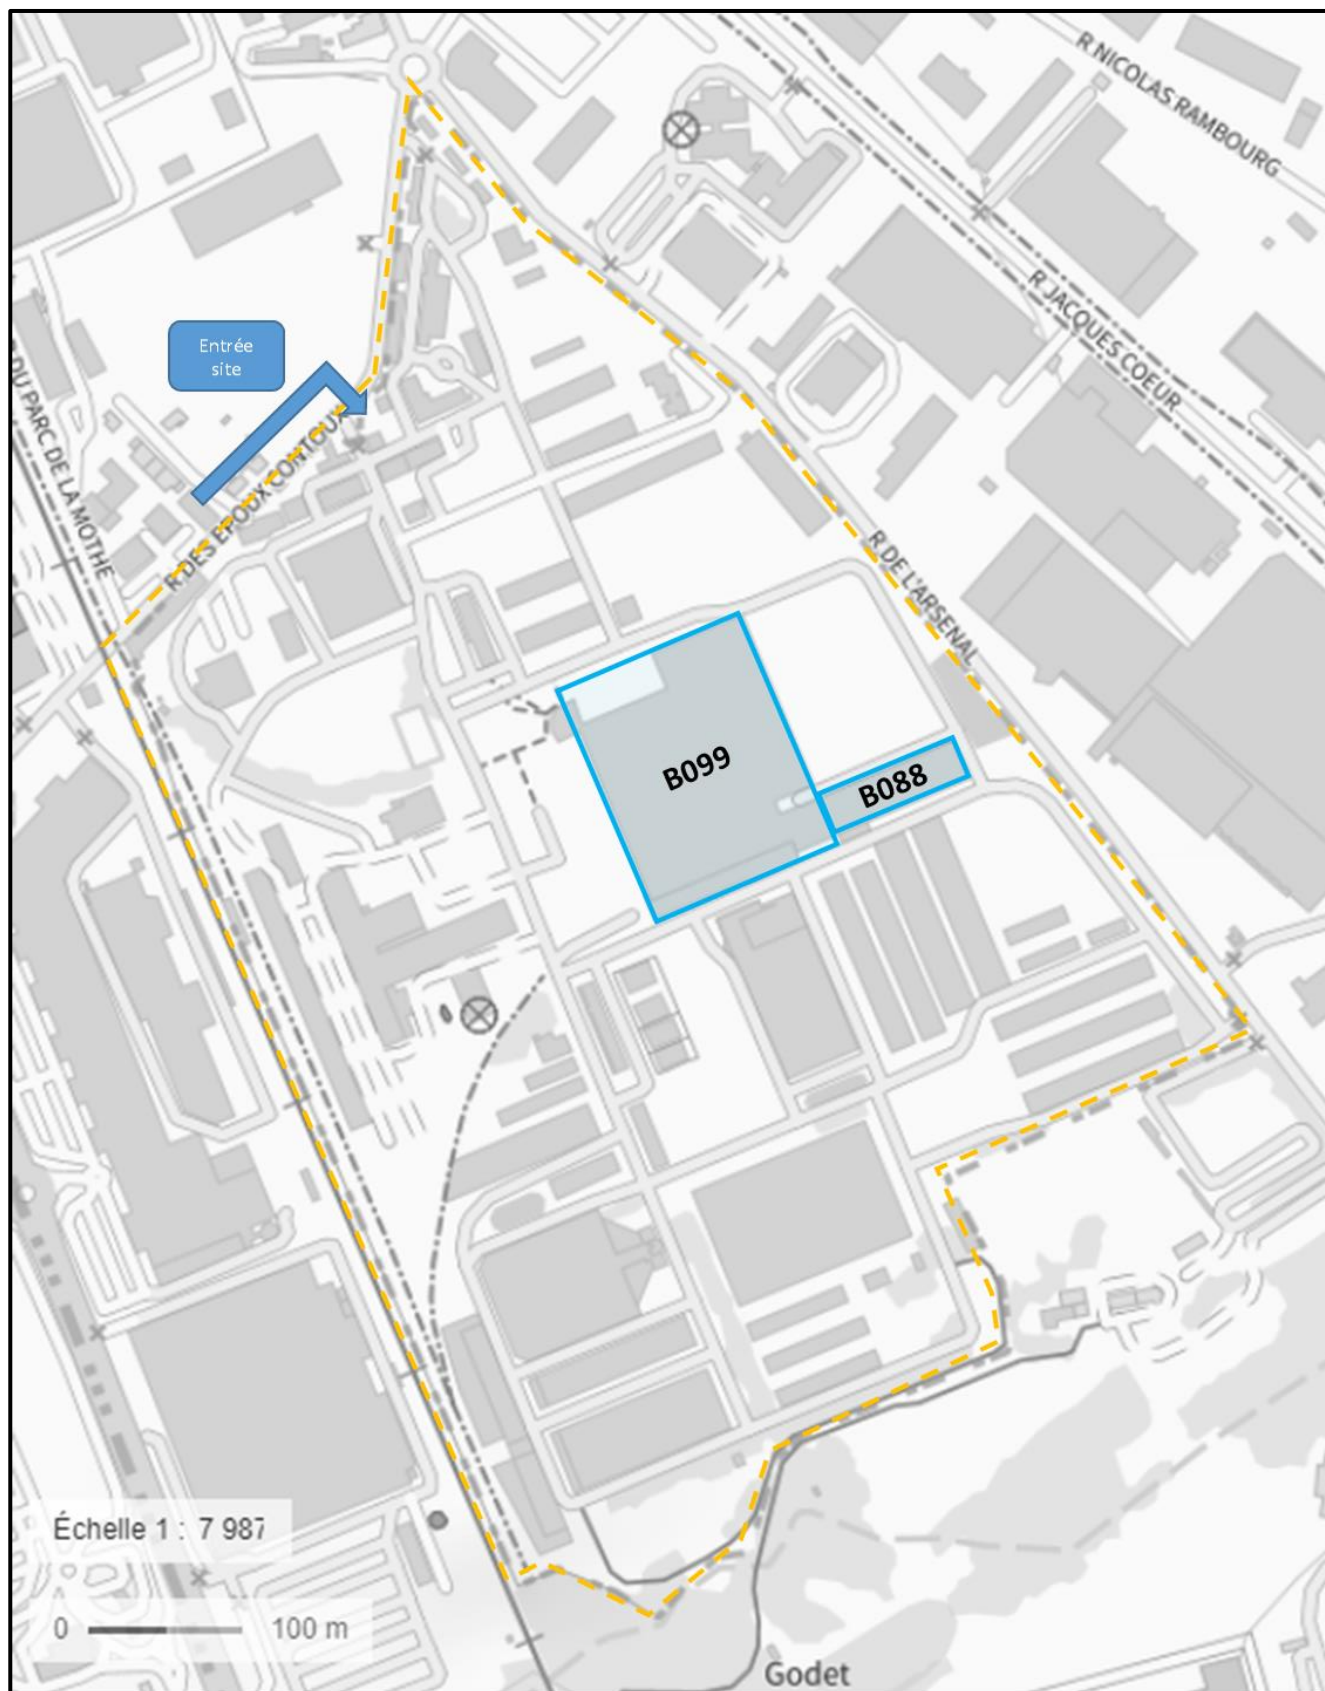 R NICOLAS RAMBOURG
R JACQUES COEUR
Entrée
site
DU PARC DE LA MOTHE
R DES EPOUX CONTOUX
R DE L'ARSENAL
B099
B088
Échelle 1 : 7 987
0 100 m
Godet